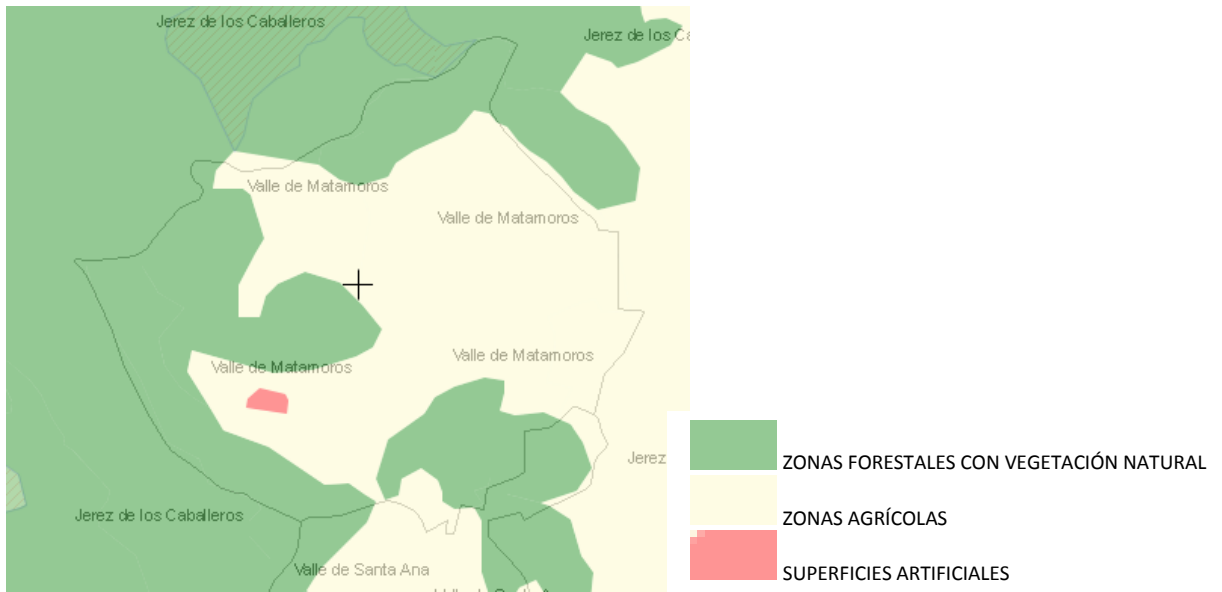 Jerez de los Caballeros
Jerez de los Ca
Valle de Matamoros
Valle de Matamoros
Valle de Matamoros
Valle de Matamoros
Jerez
Jerez de los Caballeros
Valle de Santa Ana
ZONAS FORESTALES CON VEGETACIÓN NATURAL
ZONAS AGRÍCOLAS
SUPERFICIES ARTIFICIALES